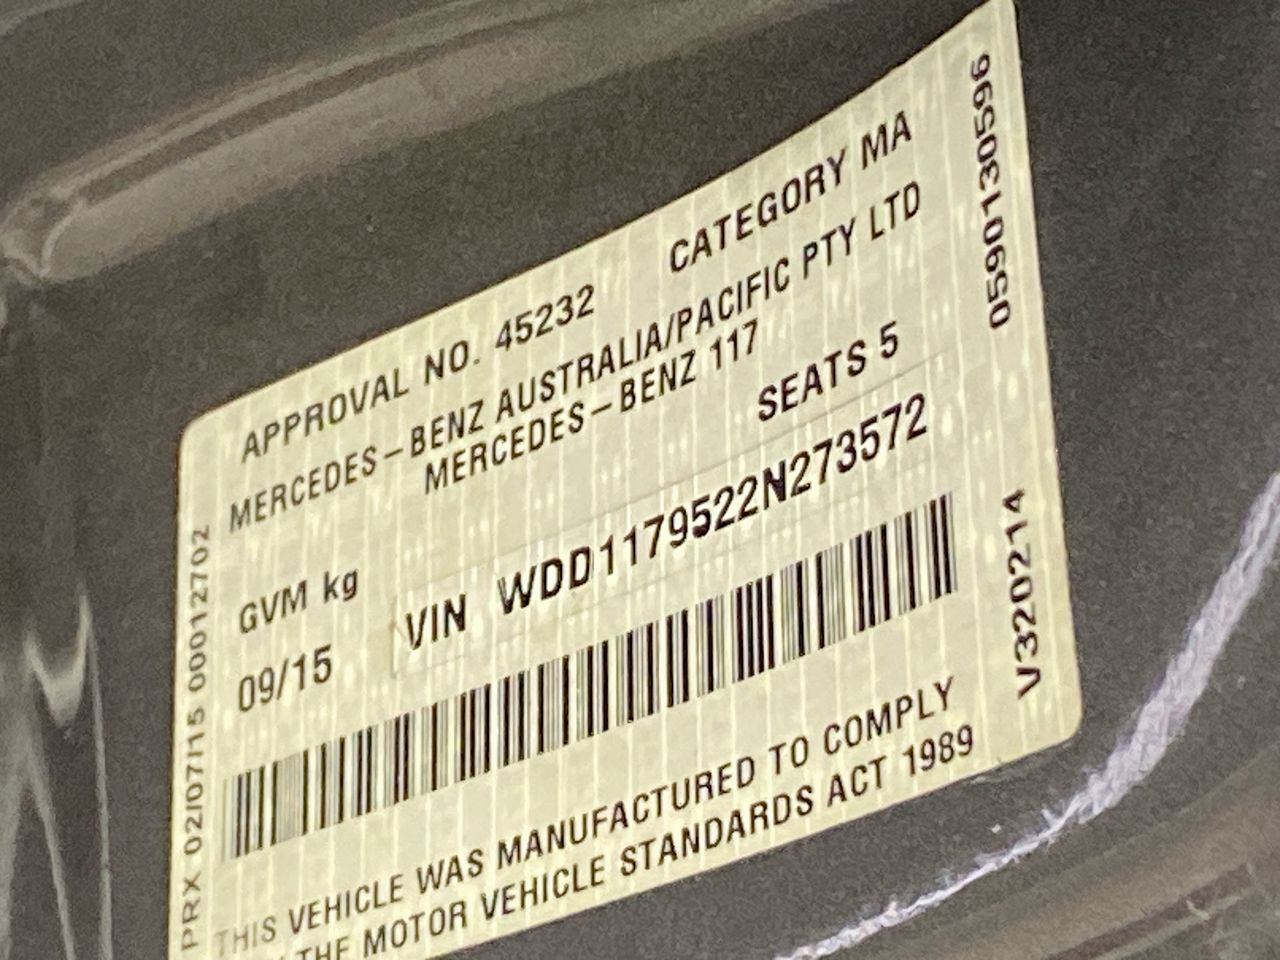 APPROVAL NO. 45232 CATEGORY MA
MERCEDES-BENZ AUSTRALIA/PACIFIC PTY LTD
MERCEDES-BENZ 117
SEATS 5
GVM kg
09/15
VIN WDD1179522N273572
THIS VEHICLE WAS MANUFACTURED TO COMPLY
THE MOTOR VEHICLE STANDARDS ACT 1989
PRX 02/07/15 00012702
0590130596
V320214